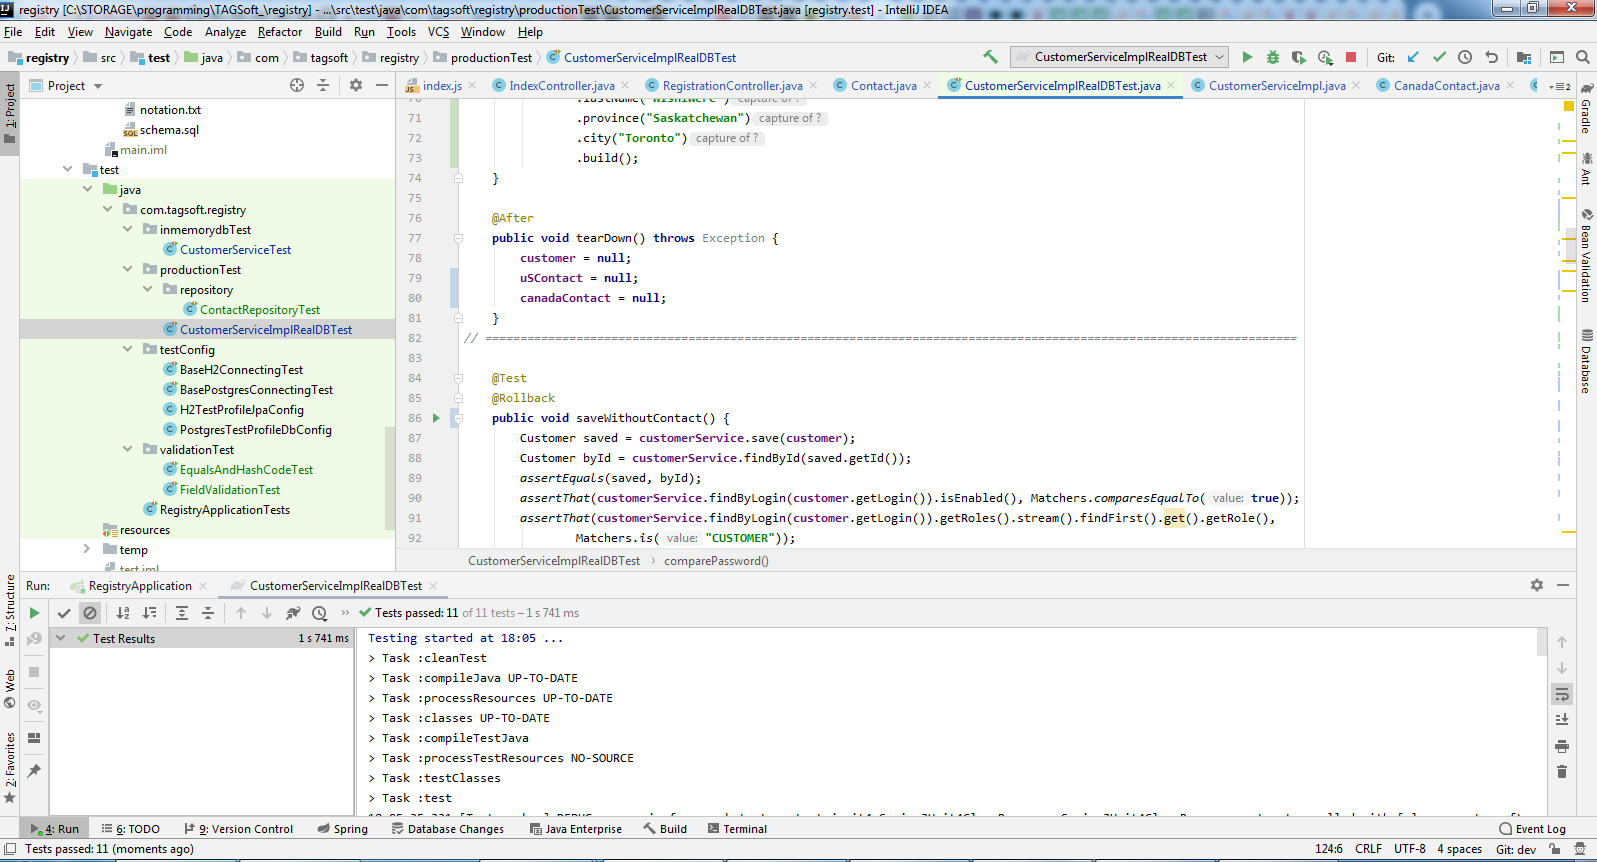 registry [C:\STORAGE\programming\TAGSoft_\registry] - ...\src\test\java\com\tagsoft\registry\productionTest\CustomerServiceImplRealDBTest.java [registry.test] - IntelliJ IDEA
File Edit View Navigate Code Analyze Refactor Build Run Tools VCS Window Help
registry src test java com tagsoft registry productionTest CustomerServiceImplRealDBTest CustomerServiceImplRealDBTest Git:
1: Project
Project
index.js IndexController.java RegistrationController.java Contact.java CustomerServiceImplRealDBTest.java CustomerServiceImpl.java CanadaContact.java 2
notation.txt
schema.sql
main.iml
test
java
com.tagsoft.registry
inmemorydbTest
CustomerServiceTest
productionTest
repository
ContactRepositoryTest
CustomerServiceImplRealDBTest
testConfig
BaseH2ConnectingTest
BasePostgresConnectingTest
H2TestProfileJpaConfig
PostgresTestProfileDbConfig
validationTest
EqualsAndHashCodeTest
FieldValidationTest
RegistryApplicationTests
resources
temp
test.iml
70 .lastName("WishiWere") capture of ?
71 .province("Saskatchewan") capture of ?
72 .city("Toronto") capture of ?
73 .build();
74 }
75
76 @After
77 public void tearDown() throws Exception {
78 customer = null;
79 uSContact = null;
80 canadaContact = null;
81 }
82 // ====================================================================================================================
83
84 @Test
85 @Rollback
86 public void saveWithoutContact() {
87 Customer saved = customerService.save(customer);
88 Customer byId = customerService.findById(saved.getId());
89 assertEquals(saved, byId);
90 assertThat(customerService.findByLogin(customer.getLogin()).isEnabled(), Matchers.comparesEqualTo( value: true));
91 assertThat(customerService.findByLogin(customer.getLogin()).getRoles().stream().findFirst().get().getRole(),
92 Matchers.is( value: "CUSTOMER"));
CustomerServiceImplRealDBTest comparePassword()
Gradle
Ant
Bean Validation
Database
Run: RegistryApplication CustomerServiceImplRealDBTest
Tests passed: 11 of 11 tests – 1 s 741 ms
Test Results 1 s 741 ms
Testing started at 18:05 ...
> Task :cleanTest
> Task :compileJava UP-TO-DATE
> Task :processResources UP-TO-DATE
> Task :classes UP-TO-DATE
> Task :compileTestJava
> Task :processTestResources NO-SOURCE
> Task :testClasses
> Task :test
7: Structure
Web
2: Favorites
4: Run 6: TODO 9: Version Control Spring Database Changes Java Enterprise Build Terminal Event Log
Tests passed: 11 (moments ago) 124:6 CRLF UTF-8 4 spaces Git: dev